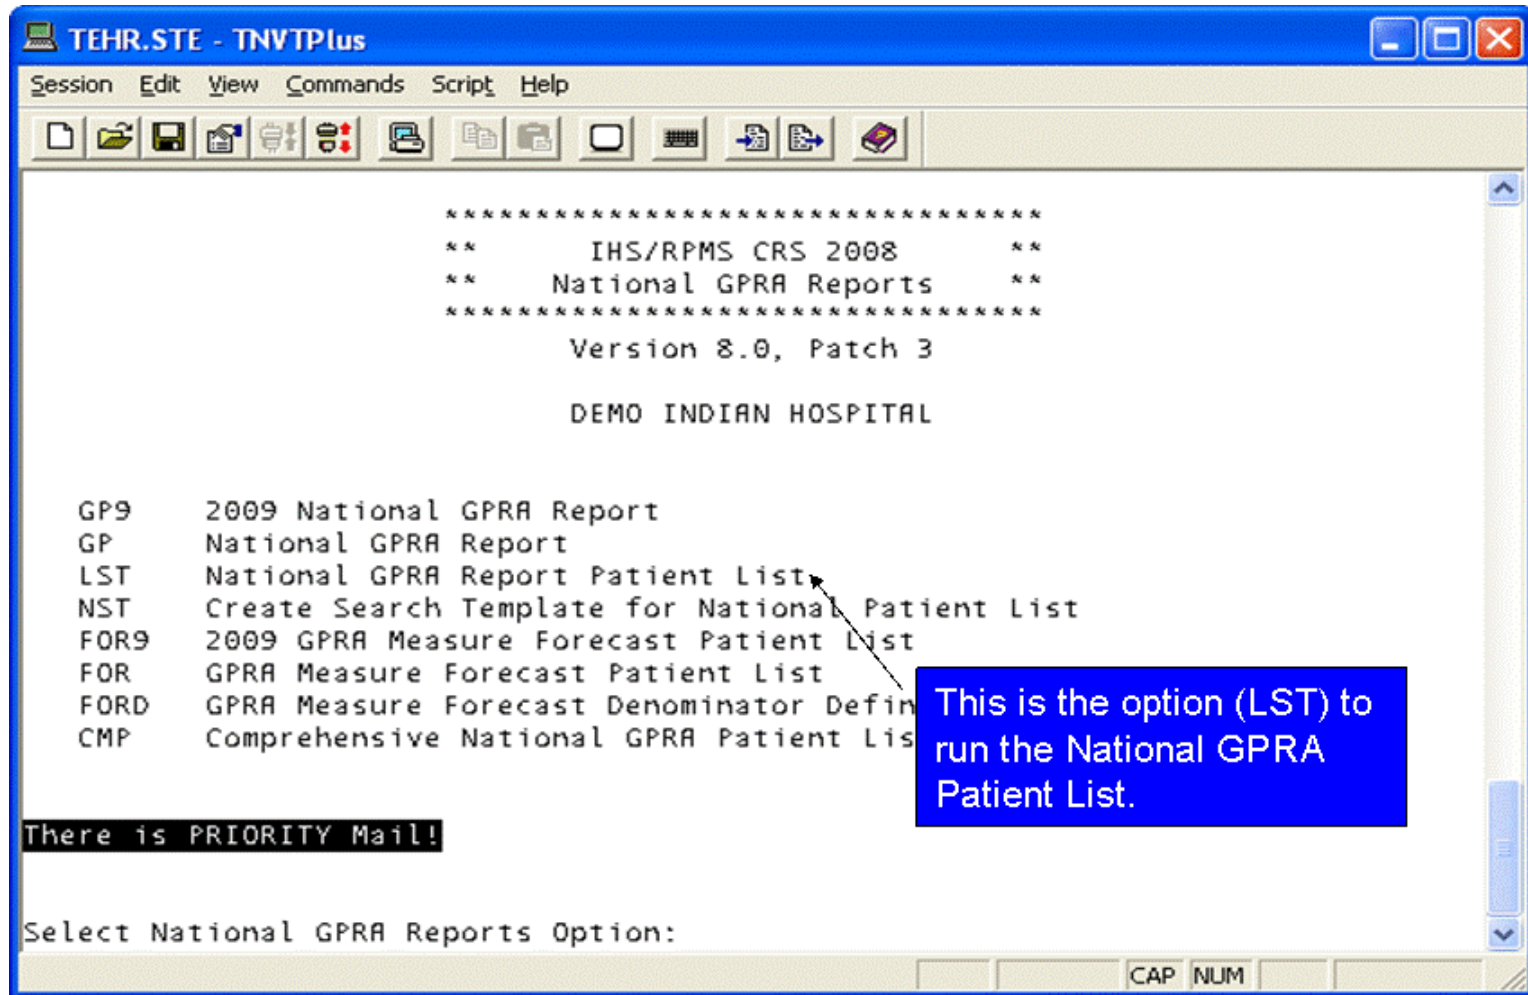 TEHR.STE - TNVTPlus
Session Edit View Commands Script Help
***********************************
** IHS/RPMS CRS 2008 **
** National GPRA Reports **
***********************************
Version 8.0, Patch 3
DEMO INDIAN HOSPITAL
GP9 2009 National GPRA Report
GP National GPRA Report
LST National GPRA Report Patient List
NST Create Search Template for National Patient List
FOR9 2009 GPRA Measure Forecast Patient List
FOR GPRA Measure Forecast Patient List
FORD GPRA Measure Forecast Denominator Defin
CMP Comprehensive National GPRA Patient Lis
This is the option (LST) to
run the National GPRA
Patient List.
There is PRIORITY Mail!
Select National GPRA Reports Option:
CAP NUM